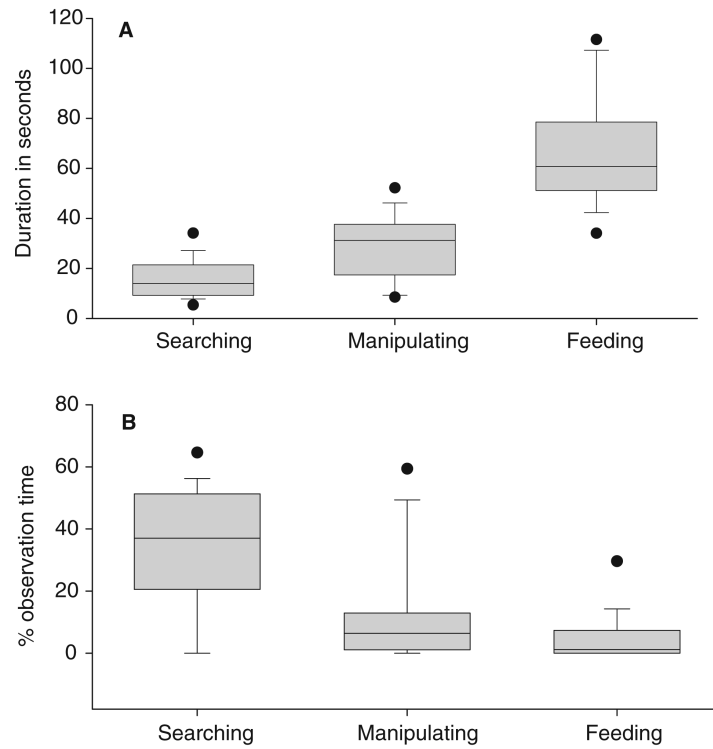 A
Duration in seconds
120
100
80
60
40
20
0
Searching Manipulating Feeding
B
% observation time
80
60
40
20
0
Searching Manipulating Feeding